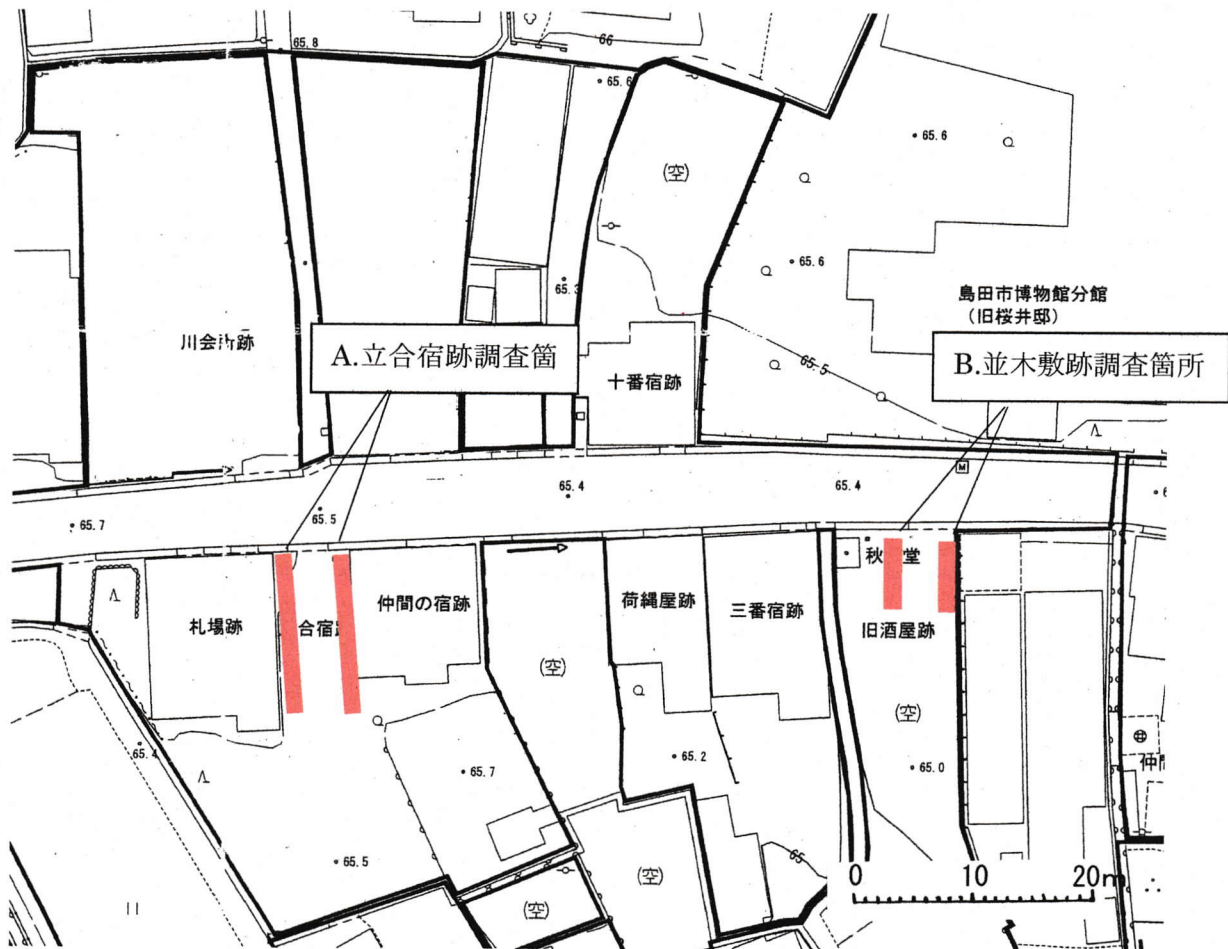 65.8
66
65.6
65.6
(空)
65.6
65.3
島田市博物館分館
(旧桜井邸)
川会所跡
A.立合宿跡調査箇
十番宿跡
65.5
B.並木敷跡調査箇所
65.4
65.4
M
65.7
65.5
秋
堂
札場跡
合宿
仲間の宿跡
荷縄屋跡
三番宿跡
旧酒屋跡
(空)
(空)
65.4
65.7
65.2
65.0
仲
65.5
65
0 10 20m
(空)
(空)